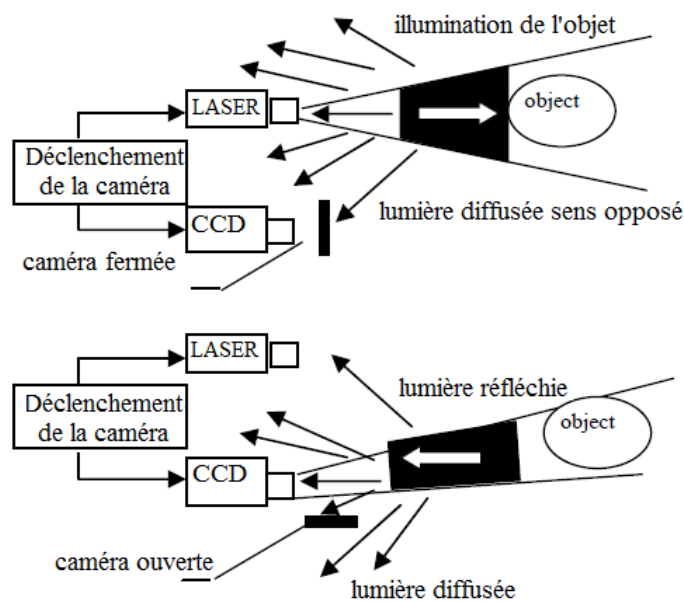 illumination de l'objet
LASER
object
Déclenchement
de la caméra
CCD
lumière diffusée sens opposé
caméra fermée
LASER
lumière réfléchie
Déclenchement
de la caméra
object
CCD
caméra ouverte
lumière diffusée